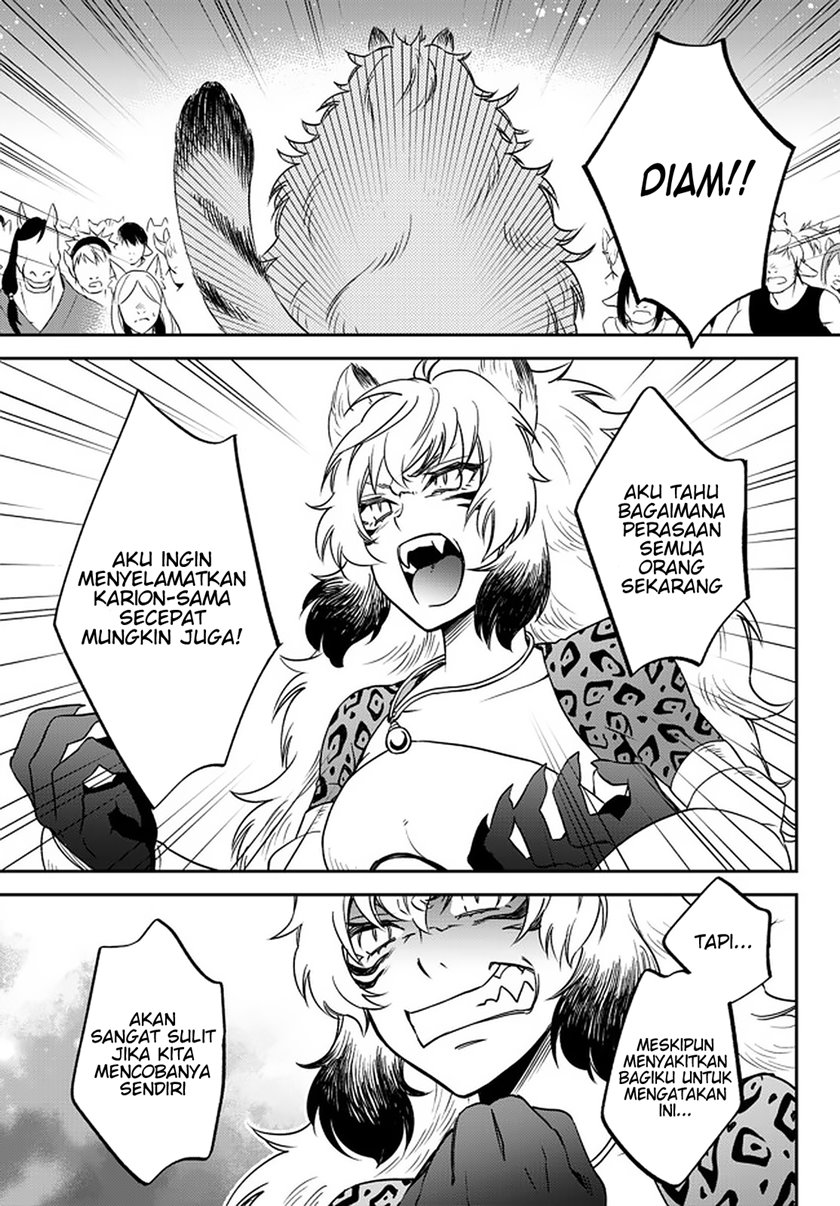 DIAM!!
AKU TAHU
BAGAIMANA
PERASAAN
SEMUA
ORANG
SEKARANG
AKU INGIN
MENYELAMATKAN
KARION-SAMA
SECEPAT
MUNGKIN JUGA!
TAPI...
MESKIPUN
MENYAKITKAN
BAGIKU UNTUK
MENGATAKAN
INI...
AKAN
SANGAT SULIT
JIKA KITA
MENCOBANYA
SENDIRI